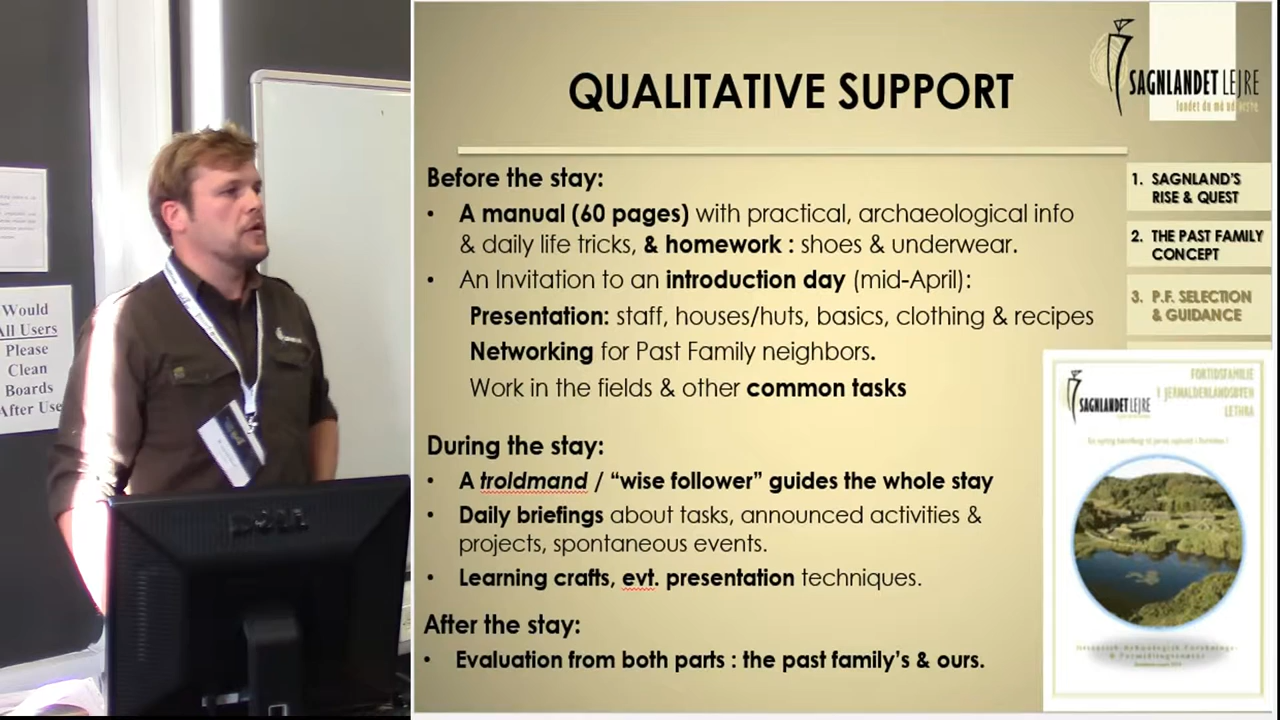 Would
All Users
Please
Clean
Boards
After Use
DELL
QUALITATIVE SUPPORT
SAGNLANDET LEJRE
landet du må udforske
Before the stay:
• A manual (60 pages) with practical, archaeological info
& daily life tricks, & homework : shoes & underwear.
• An Invitation to an introduction day (mid-April):
Presentation: staff, houses/huts, basics, clothing & recipes
Networking for Past Family neighbors.
Work in the fields & other common tasks
During the stay:
• A troldmand / “wise follower” guides the whole stay
• Daily briefings about tasks, announced activities &
projects, spontaneous events.
• Learning crafts, evt. presentation techniques.
After the stay:
• Evaluation from both parts : the past family’s & ours.
1. SAGNLAND'S
RISE & QUEST
2. THE PAST FAMILY
CONCEPT
3. P.F. SELECTION
& GUIDANCE
SAGNLANDET LEJRE
FORTIDSFAMILIE
I JERNALDERLANDSBYEN
LETHRA